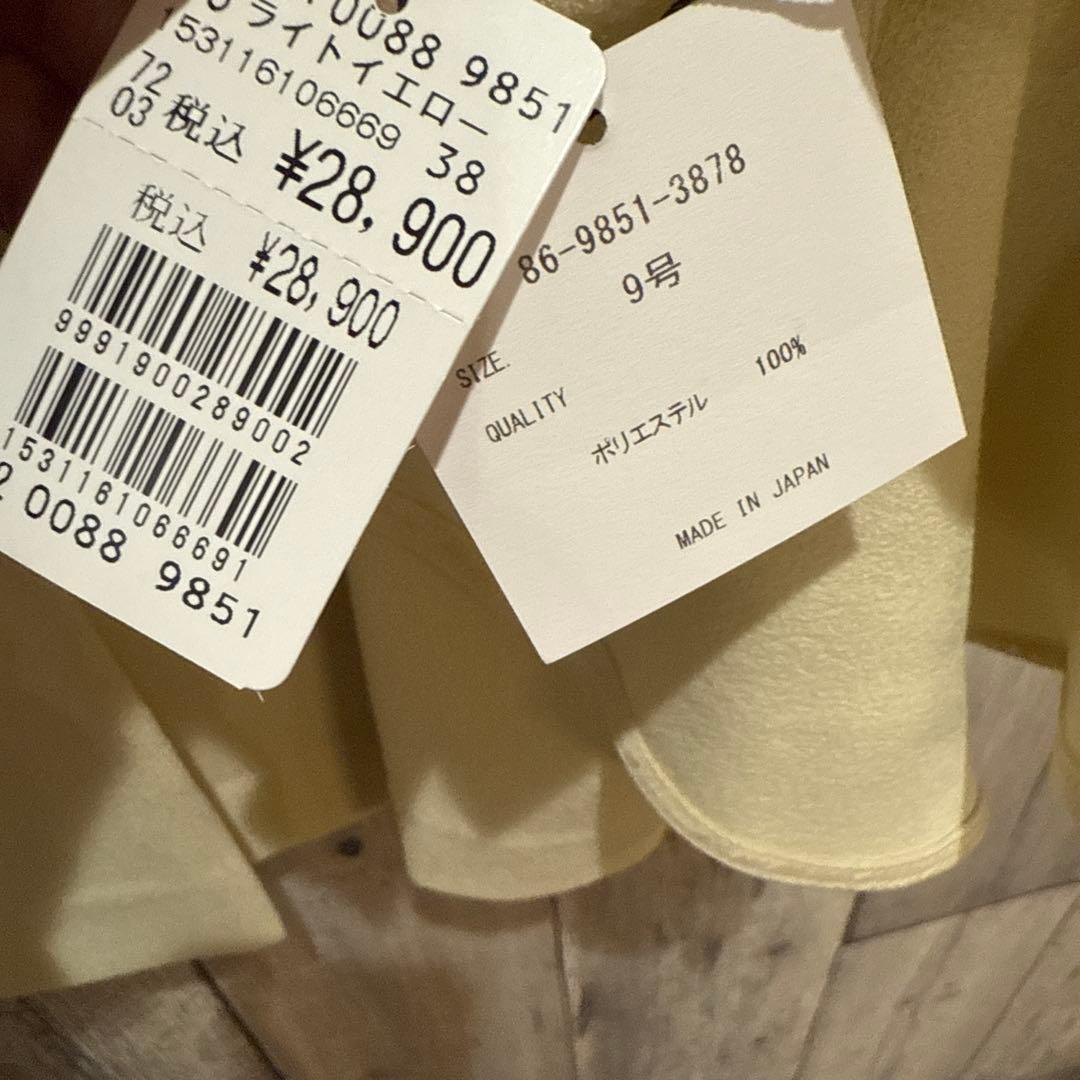 0088 9851
ライトイエロー
15311610666​9 38
72
03 税込 ¥28,900
税込 ¥28,900
9991900289002
1531161066691
2 0088 9851
86-9851-3878
9号
SIZE.
QUALITY
ポリエステル 100%
MADE IN JAPAN